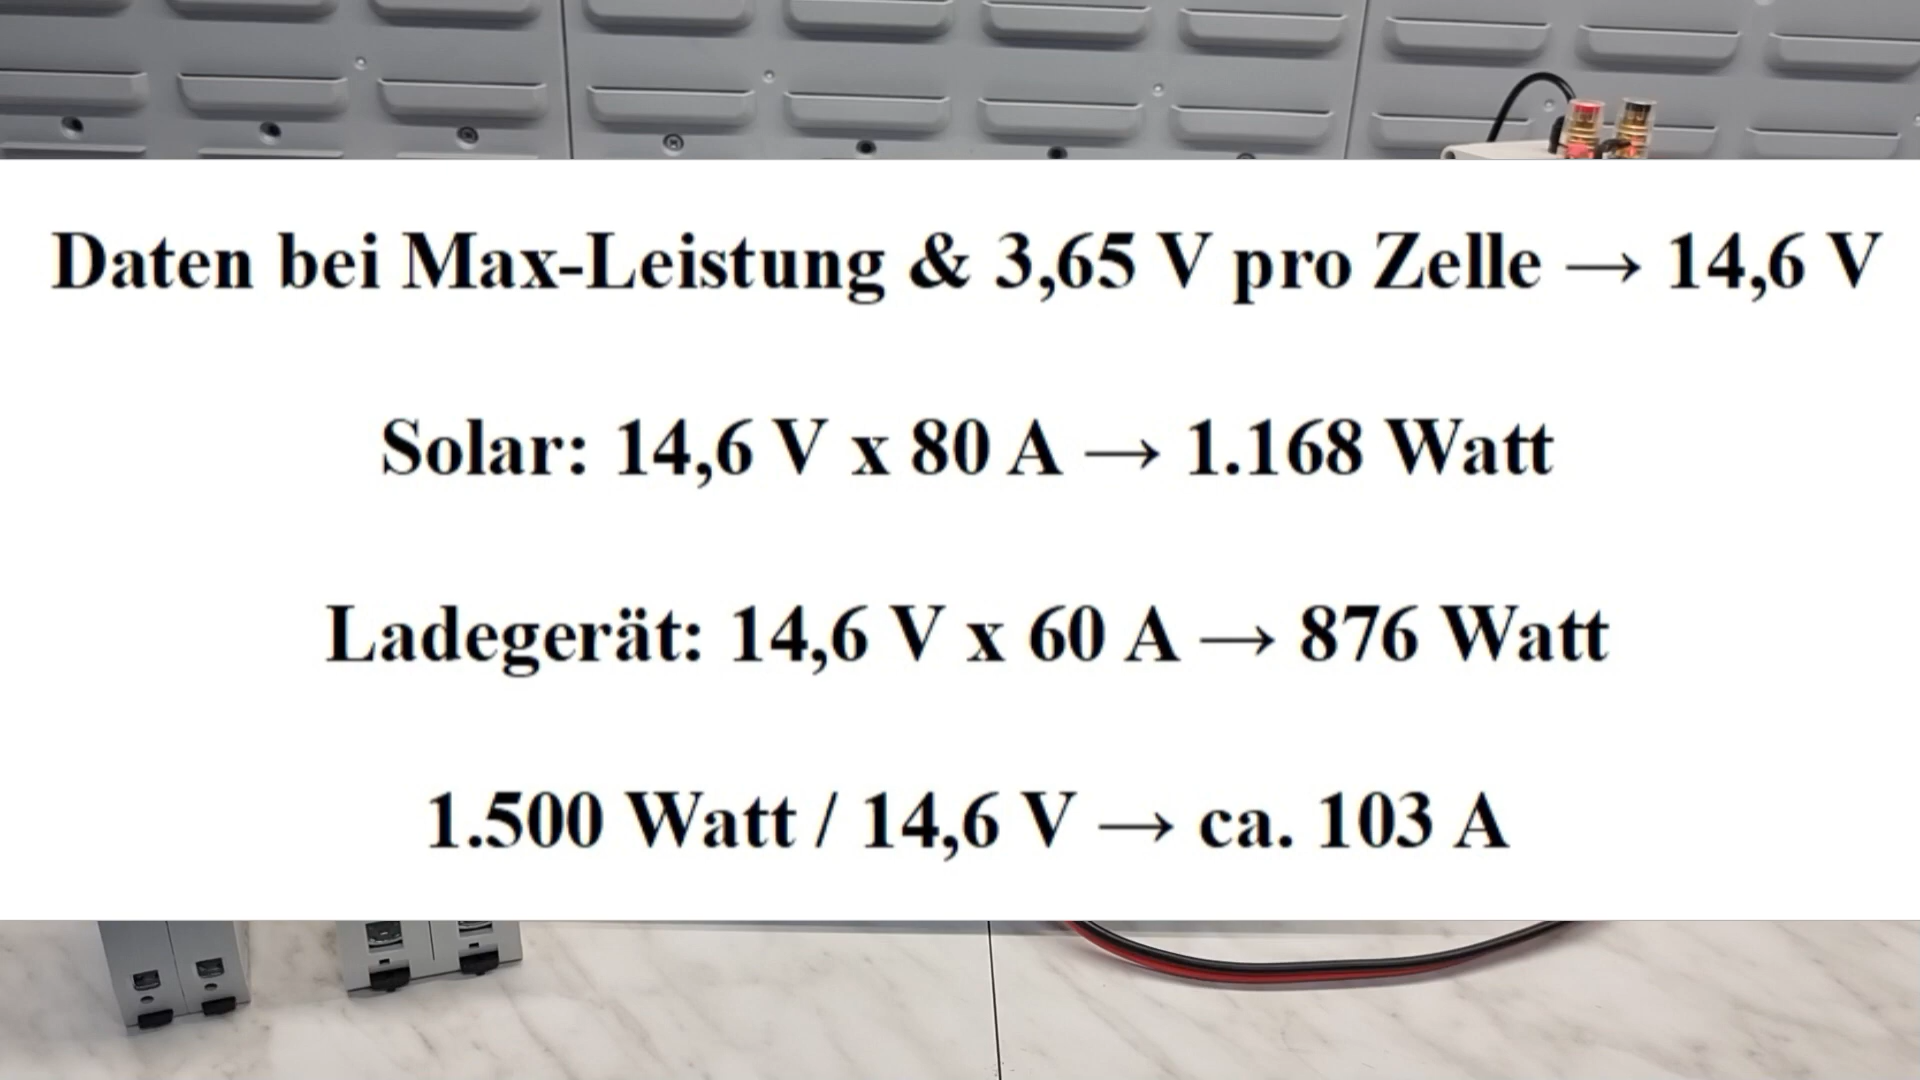 Daten bei Max-Leistung & 3,65 V pro Zelle → 14,6 V
Solar: 14,6 V x 80 A → 1.168 Watt
Ladegerät: 14,6 V x 60 A → 876 Watt
1.500 Watt / 14,6 V → ca. 103 A